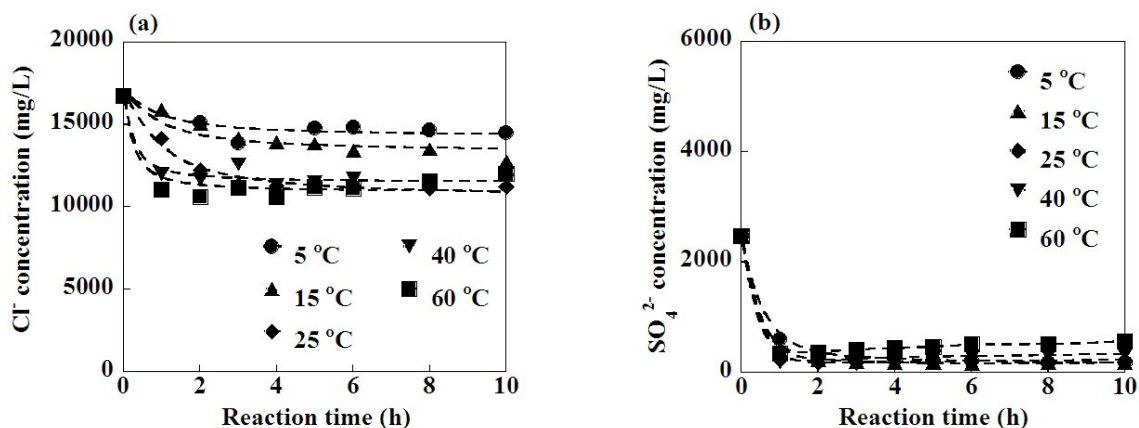 (a)
20000
15000
10000
5000
0
Cl⁻ concentration (mg/L)
5 °C
15 °C
25 °C
40 °C
60 °C
0 2 4 6 8 10
Reaction time (h)
(b)
6000
4000
2000
0
SO₄²⁻ concentration (mg/L)
5 °C
15 °C
25 °C
40 °C
60 °C
0 2 4 6 8 10
Reaction time (h)